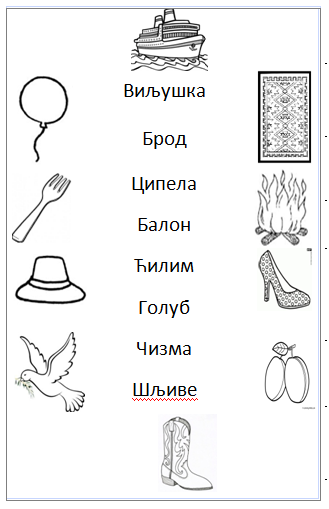 Виљушка
Брод
Ципела
Балон
Ћилим
Голуб
Чизма
Шљиве